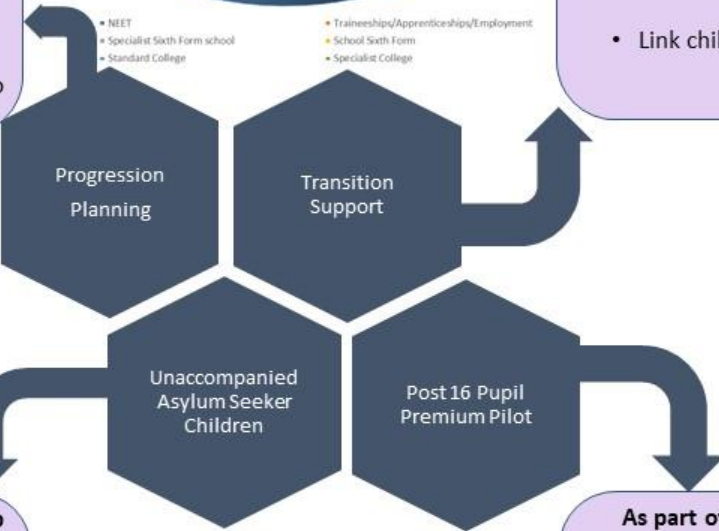 NEET
Traineeships/Apprenticeships/Employment
• Link chil
Specialist Sixth Form school
School Sixth Form
Standard College
Specialist College
Progression
Planning
Transition
Support
Unaccompanied
Asylum Seeker
Children
Post 16 Pupil
Premium Pilot
As part of